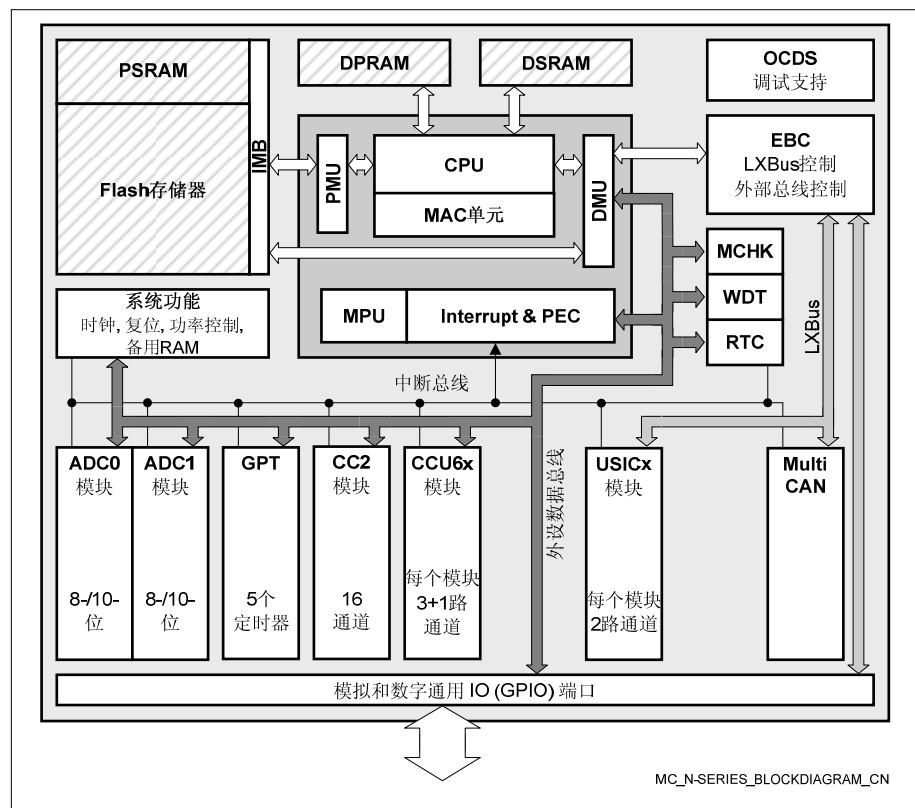 PSRAM
Flash存储器
IMB
DPRAM
DSRAM
OCDS
调试支持
PMU
CPU
MAC单元
DMU
EBC
LXBus控制
外部总线控制
MPU
Interrupt & PEC
MCHK
WDT
RTC
LXBus
系统功能
时钟, 复位, 功率控制,
备用RAM
中断总线
外设数据总线
ADC0
模块
8-/10-
位
ADC1
模块
8-/10-
位
GPT
5个
定时器
CC2
模块
16
通道
CCU6x
模块
每个模块
3+1路
通道
USICx
模块
每个模块
2路通道
Multi
CAN
模拟和数字通用 IO (GPIO) 端口
MC_N-SERIES_BLOCKDIAGRAM_CN